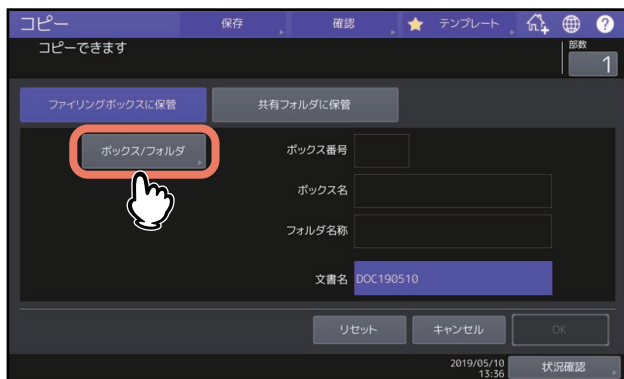 コピー 保存 確認 テンプレート ?
コピーできます 部数
1
ファイリングボックスに保管 共有フォルダに保管
ボックス/フォルダ ボックス番号
ボックス名
フォルダ名称
文書名 DOC190510
リセット キャンセル OK
2019/05/10
13:36 状況確認